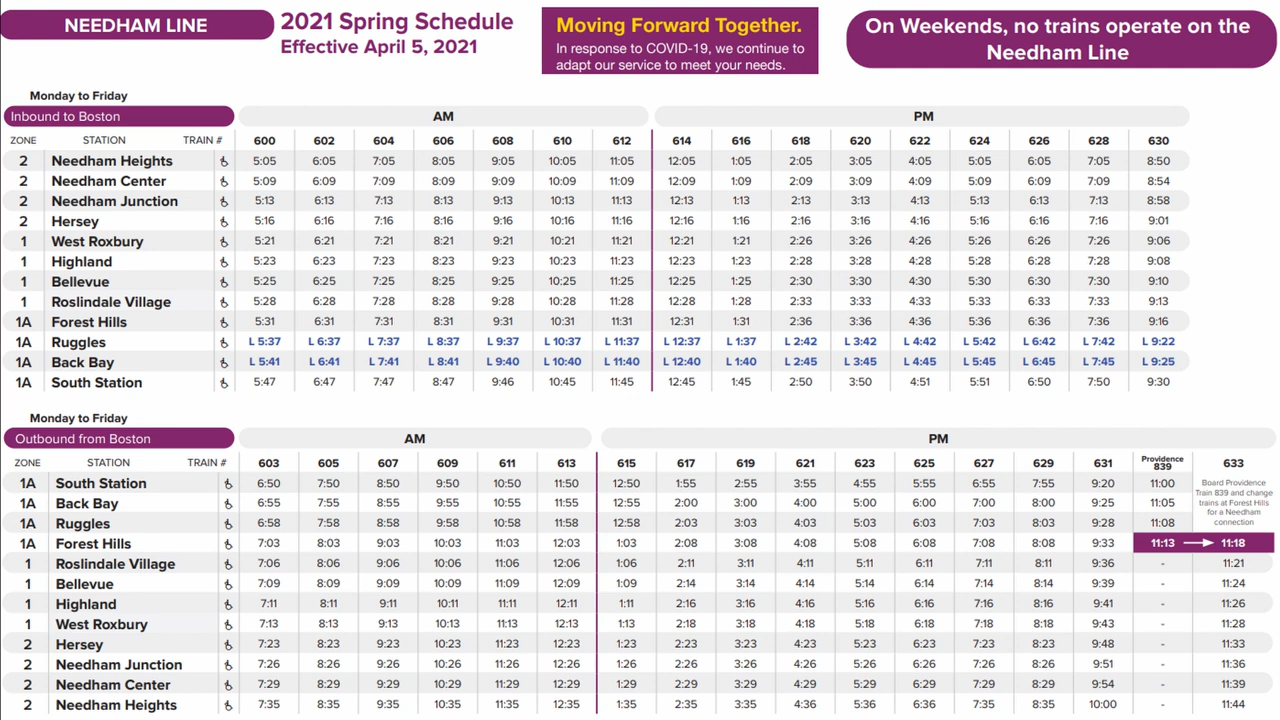 NEEDHAM LINE
2021 Spring Schedule
Effective April 5, 2021
Moving Forward Together.
In response to COVID-19, we continue to
adapt our service to meet your needs.
On Weekends, no trains operate on the
Needham Line
Monday to Friday
Inbound to Boston AM PM
ZONE STATION TRAIN # 600 602 604 606 608 610 612 614 616 618 620 622 624 626 628 630
2 Needham Heights 5:05 6:05 7:05 8:05 9:05 10:05 11:05 12:05 1:05 2:05 3:05 4:05 5:05 6:05 7:05 8:50
2 Needham Center 5:09 6:09 7:09 8:09 9:09 10:09 11:09 12:09 1:09 2:09 3:09 4:09 5:09 6:09 7:09 8:54
2 Needham Junction 5:13 6:13 7:13 8:13 9:13 10:13 11:13 12:13 1:13 2:13 3:13 4:13 5:13 6:13 7:13 8:58
2 Hersey 5:16 6:16 7:16 8:16 9:16 10:16 11:16 12:16 1:16 2:16 3:16 4:16 5:16 6:16 7:16 9:01
1 West Roxbury 5:21 6:21 7:21 8:21 9:21 10:21 11:21 12:21 1:21 2:26 3:26 4:26 5:26 6:26 7:26 9:06
1 Highland 5:23 6:23 7:23 8:23 9:23 10:23 11:23 12:23 1:23 2:28 3:28 4:28 5:28 6:28 7:28 9:08
1 Bellevue 5:25 6:25 7:25 8:25 9:25 10:25 11:25 12:25 1:25 2:30 3:30 4:30 5:30 6:30 7:30 9:10
1 Roslindale Village 5:28 6:28 7:28 8:28 9:28 10:28 11:28 12:28 1:28 2:33 3:33 4:33 5:33 6:33 7:33 9:13
1A Forest Hills 5:31 6:31 7:31 8:31 9:31 10:31 11:31 12:31 1:31 2:36 3:36 4:36 5:36 6:36 7:36 9:16
1A Ruggles L 5:37 L 6:37 L 7:37 L 8:37 L 9:37 L 10:37 L 11:37 L 12:37 L 1:37 L 2:42 L 3:42 L 4:42 L 5:42 L 6:42 L 7:42 L 9:22
1A Back Bay L 5:41 L 6:41 L 7:41 L 8:41 L 9:40 L 10:40 L 11:40 L 12:40 L 1:40 L 2:45 L 3:45 L 4:45 L 5:45 L 6:45 L 7:45 L 9:25
1A South Station 5:47 6:47 7:47 8:47 9:46 10:45 11:45 12:45 1:45 2:50 3:50 4:51 5:51 6:50 7:50 9:30
Monday to Friday
Outbound from Boston AM PM
ZONE STATION TRAIN # 603 605 607 609 611 613 615 617 619 621 623 625 627 629 631 Providence 839 633
1A South Station 6:50 7:50 8:50 9:50 10:50 11:50 12:50 1:55 2:55 3:55 4:55 5:55 6:55 7:55 9:20 11:00
1A Back Bay 6:55 7:55 8:55 9:55 10:55 11:55 12:55 2:00 3:00 4:00 5:00 6:00 7:00 8:00 9:25 11:05
1A Ruggles 6:58 7:58 8:58 9:58 10:58 11:58 12:58 2:03 3:03 4:03 5:03 6:03 7:03 8:03 9:28 11:08
Board Providence
Train 839 and change
trains at Forest Hills
for a Needham
connection
1A Forest Hills 7:03 8:03 9:03 10:03 11:03 12:03 1:03 2:08 3:08 4:08 5:08 6:08 7:08 8:08 9:33 11:13 → 11:18
1 Roslindale Village 7:06 8:06 9:06 10:06 11:06 12:06 1:06 2:11 3:11 4:11 5:11 6:11 7:11 8:11 9:36 - 11:21
1 Bellevue 7:09 8:09 9:09 10:09 11:09 12:09 1:09 2:14 3:14 4:14 5:14 6:14 7:14 8:14 9:39 - 11:24
1 Highland 7:11 8:11 9:11 10:11 11:11 12:11 1:11 2:16 3:16 4:16 5:16 6:16 7:16 8:16 9:41 - 11:26
1 West Roxbury 7:13 8:13 9:13 10:13 11:13 12:13 1:13 2:18 3:18 4:18 5:18 6:18 7:18 8:18 9:43 - 11:28
2 Hersey 7:23 8:23 9:23 10:23 11:23 12:23 1:23 2:23 3:23 4:23 5:23 6:23 7:23 8:23 9:48 - 11:33
2 Needham Junction 7:26 8:26 9:26 10:26 11:26 12:26 1:26 2:26 3:26 4:26 5:26 6:26 7:26 8:26 9:51 - 11:36
2 Needham Center 7:29 8:29 9:29 10:29 11:29 12:29 1:29 2:29 3:29 4:29 5:29 6:29 7:29 8:29 9:54 - 11:39
2 Needham Heights 7:35 8:35 9:35 10:35 11:35 12:35 1:35 2:35 3:35 4:36 5:36 6:36 7:35 8:35 10:00 - 11:44